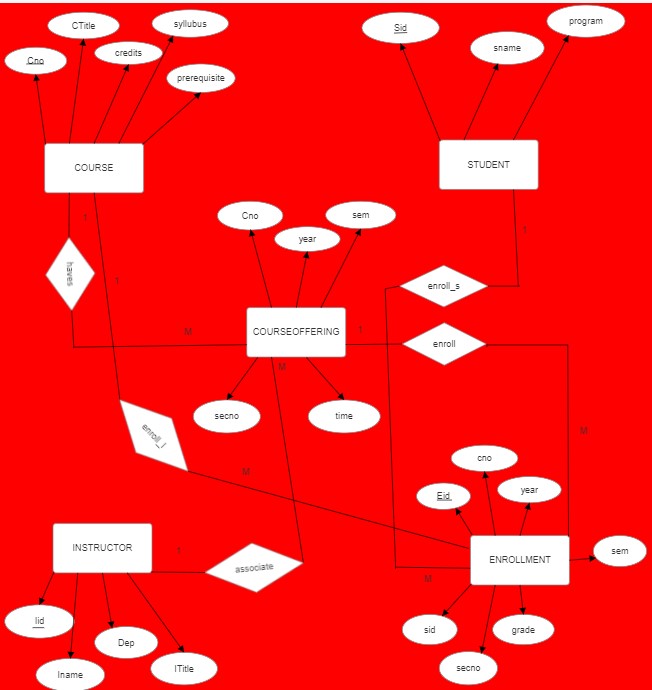 CTitle
syllubus
Cno
credits
prerequisite
COURSE
Sid
sname
program
STUDENT
1
1
1
haves
Cno
year
sem
COURSEOFFERING
M
1
M
secno
time
enroll_s
enroll
M
enroll_i
M
cno
Eid
year
sem
ENROLLMENT
M
sid
grade
secno
INSTRUCTOR
1
associate
Iid
Iname
Dep
ITitle